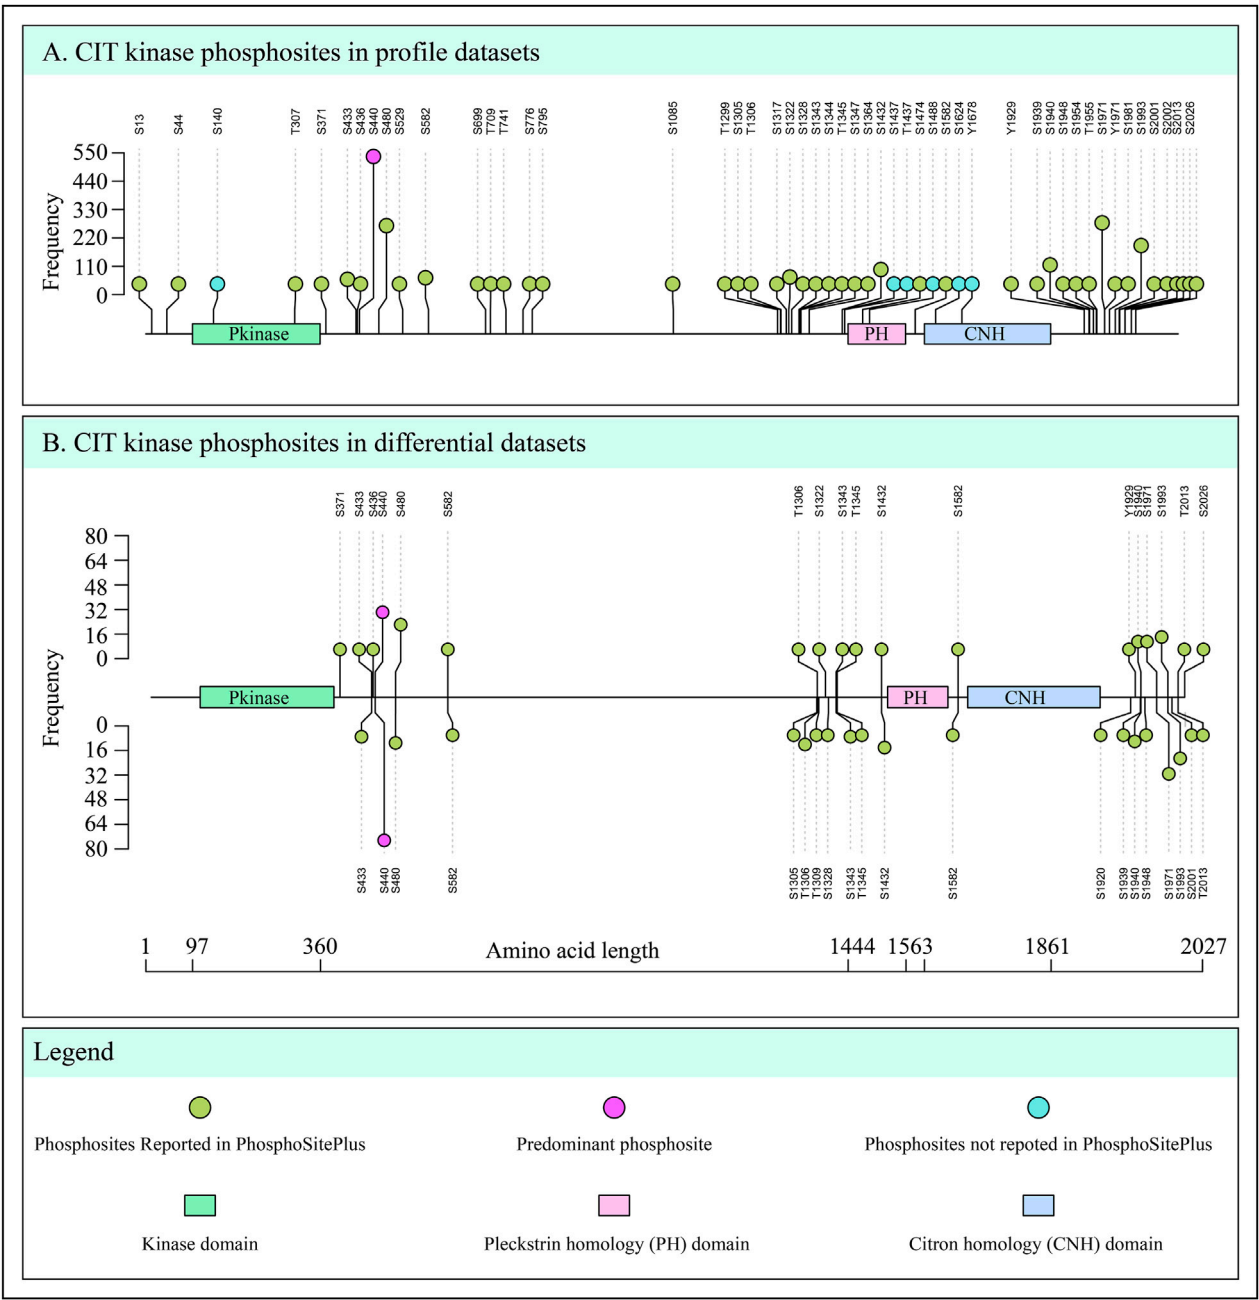 A. CIT kinase phosphosites in profile datasets
S13 S44 S140 T307 S371 S433 S436 S440 S480 S529 S582 S699 T709 T741 S776 S795 S1085 T1299 S1305 T1306 S1317 S1322 S1328 S1343 S1344 T1345 S1347 S1364 S1432 S1437 T1437 S1474 S1488 S1582 S1624 Y1678 Y1929 S1939 S1940 S1948 S1954 T1955 S1971 Y1971 S1981 S1993 S2001 S2002 S2013 S2026
Frequency
550
440
330
220
110
0
Pkinase PH CNH
B. CIT kinase phosphosites in differential datasets
S371 S433 S436 S440 S480 S582 T1306 S1322 S1343 T1345 S1432 S1582 Y1929 S1940 S1971 S1993 T2013 S2026
Frequency
80
64
48
32
16
0
Pkinase PH CNH
0
16
32
48
64
80
S433 S440 S480 S582 S1305 T1306 T1309 S1328 S1343 T1345 S1432 S1582 S1920 S1939 S1940 S1948 S1971 S1993 S2001 T2013
1 97 360 Amino acid length 1444 1563 1861 2027
Legend
Phosphosites Reported in PhosphoSitePlus
Predominant phosphosite
Phosphosites not repoted in PhosphoSitePlus
Kinase domain
Pleckstrin homology (PH) domain
Citron homology (CNH) domain